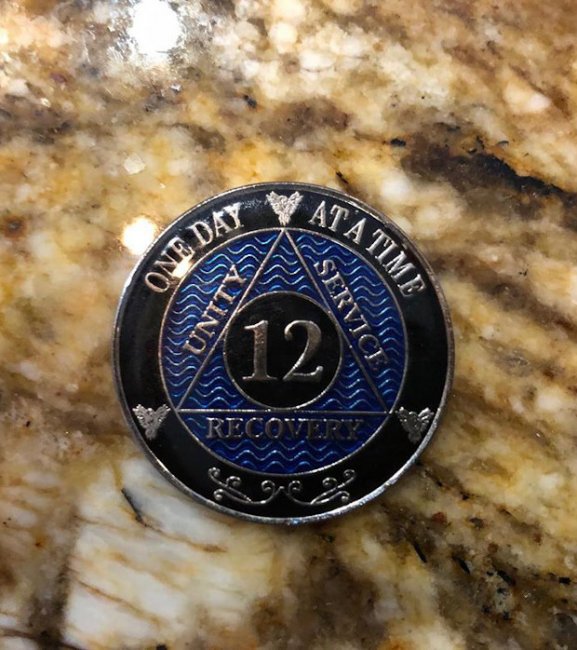 ONE DAY AT A TIME
UNITY
SERVICE
12
RECOVERY